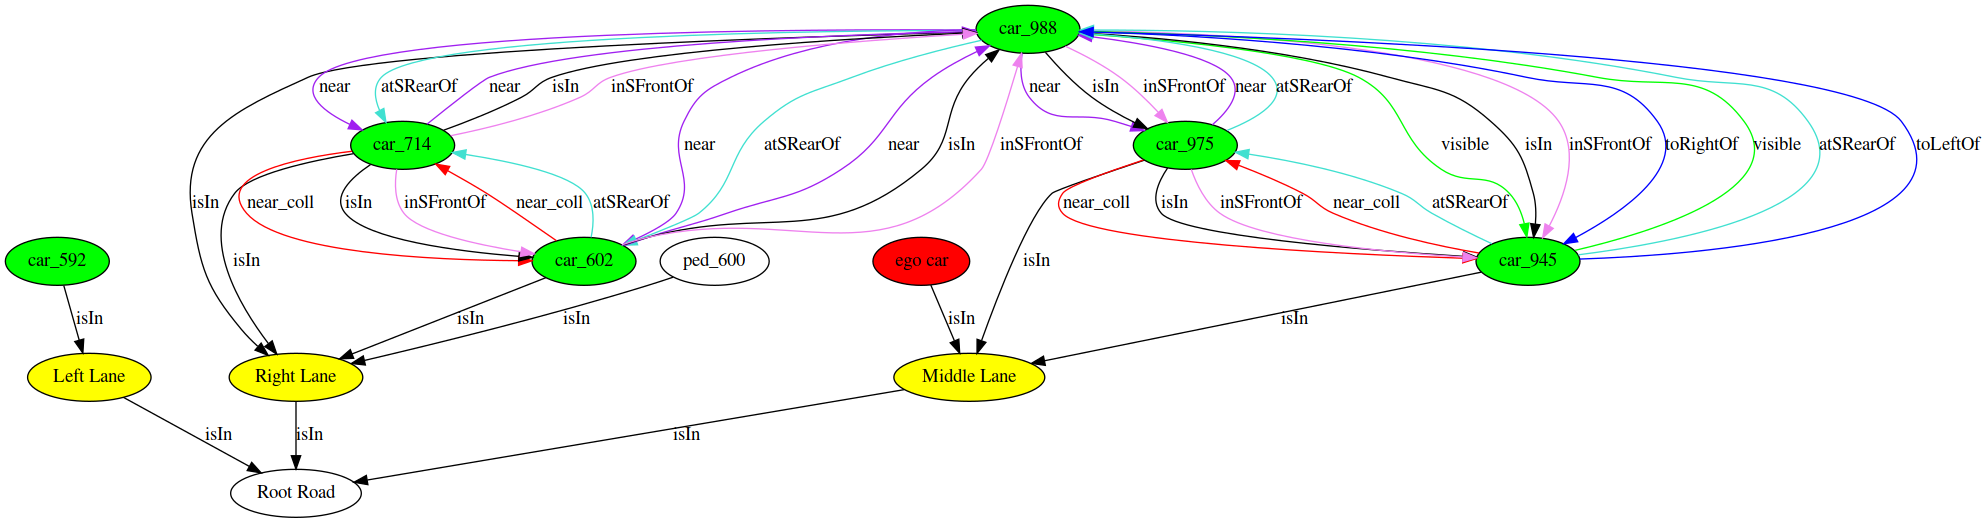 car_988
near
atSRearOf
near
isIn
inSFrontOf
near
isIn
inSFrontOf
near
atSRearOf
car_714
near
atSRearOf
near
isIn
inSFrontOf
car_975
visible
isIn
inSFrontOf
toRightOf
visible
atSRearOf
toLeftOf
isIn
near_coll
isIn
inSFrontOf
near_coll
atSRearOf
near_coll
isIn
inSFrontOf
near_coll
atSRearOf
car_592
isIn
car_602
ped_600
ego car
isIn
car_945
isIn
isIn
isIn
isIn
isIn
Left Lane
Right Lane
Middle Lane
isIn
isIn
isIn
Root Road